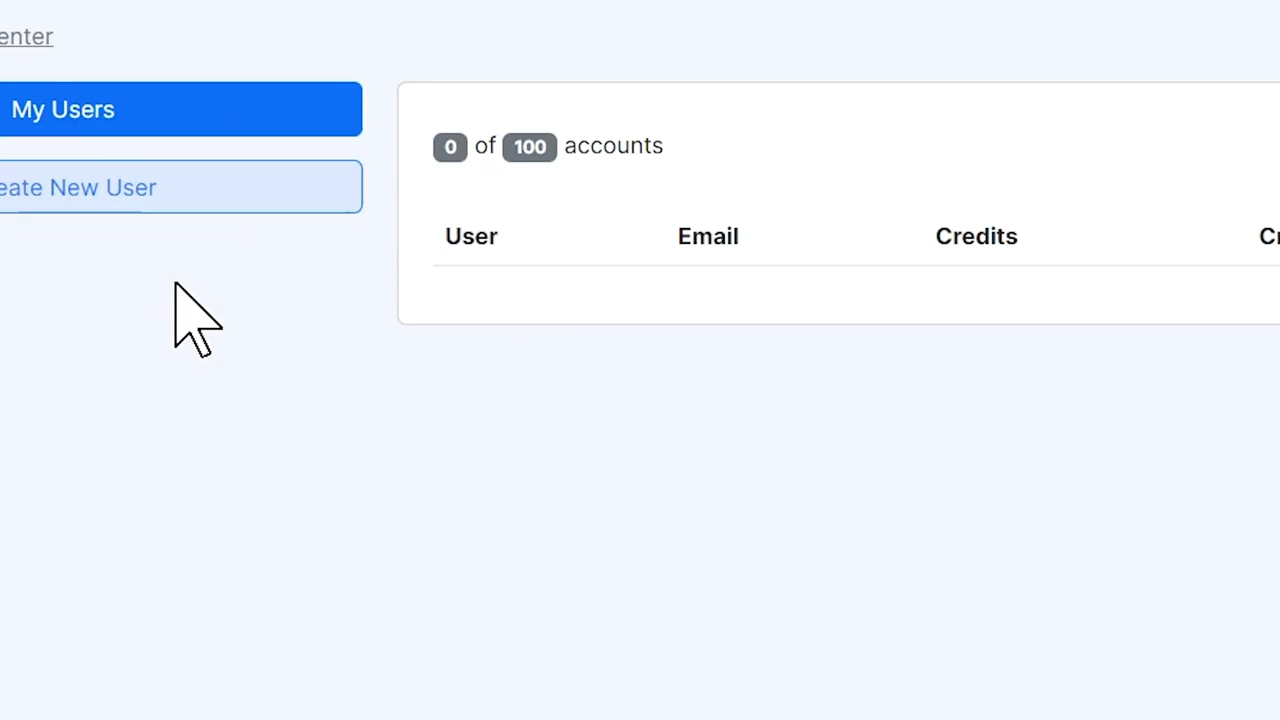 enter
My Users
eate New User
0 of 100 accounts
User Email Credits Cr